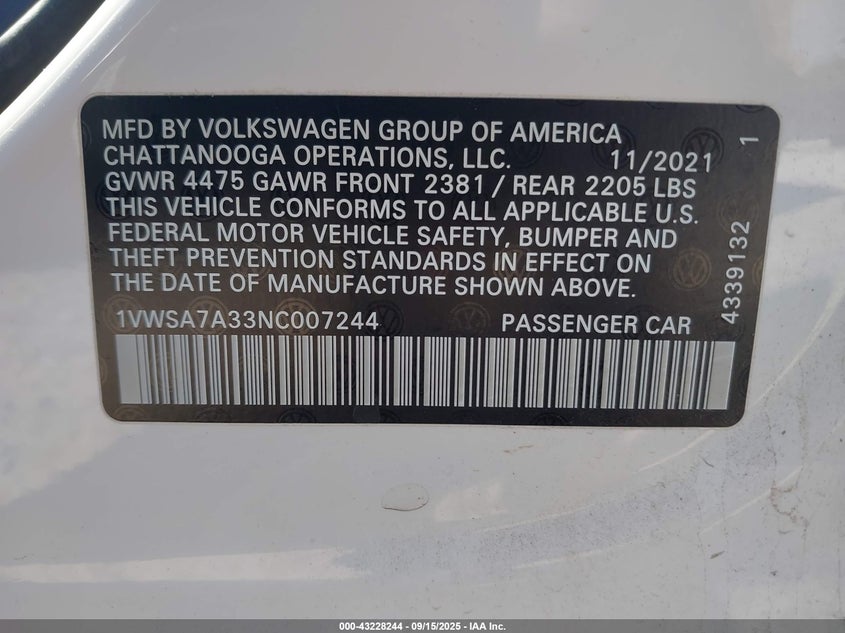 MFD BY VOLKSWAGEN GROUP OF AMERICA
CHATTANOOGA OPERATIONS, LLC. 11/2021
GVWR 4475 GAWR FRONT 2381 / REAR 2205 LBS
THIS VEHICLE CONFORMS TO ALL APPLICABLE U.S.
FEDERAL MOTOR VEHICLE SAFETY, BUMPER AND
THEFT PREVENTION STANDARDS IN EFFECT ON
THE DATE OF MANUFACTURE SHOWN ABOVE.
1VWSA7A33NC007244 PASSENGER CAR
4339132 1
000-43228244 - 09/15/2025 - IAA Inc.